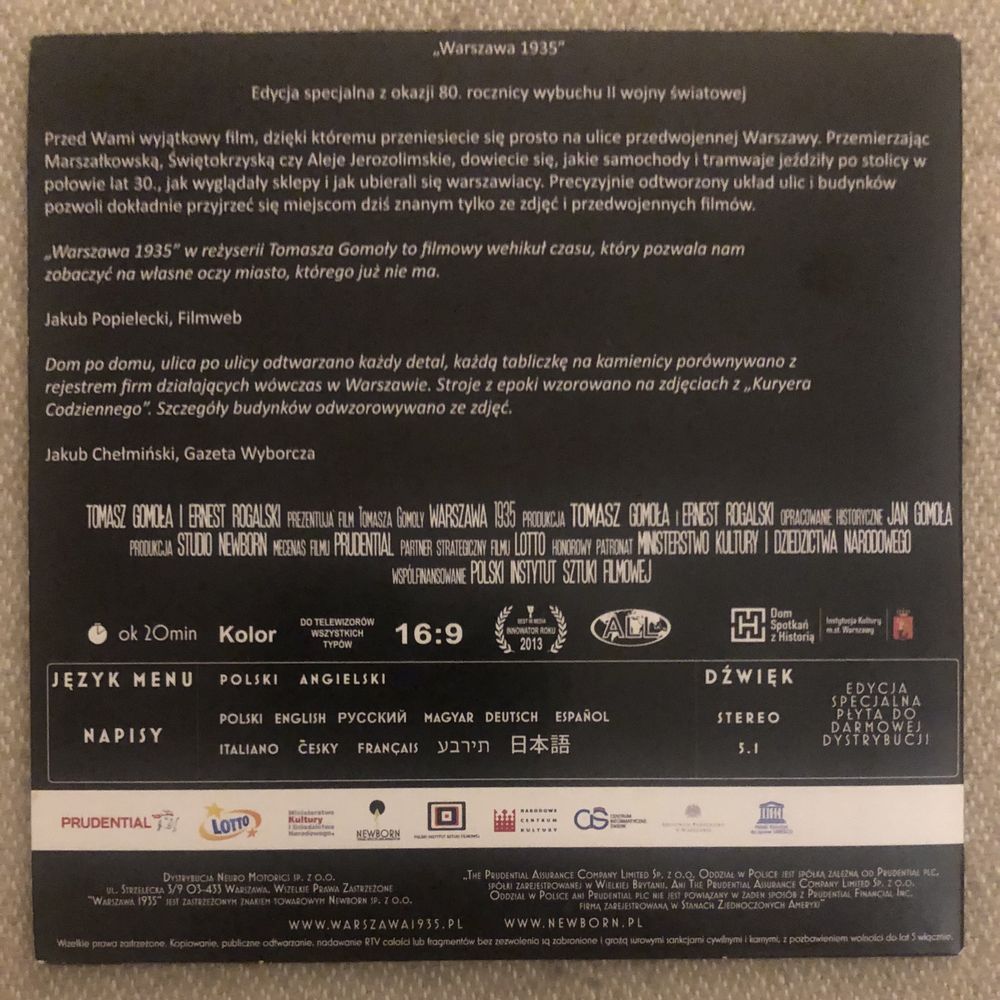 „Warszawa 1935”
Edycja specjalna z okazji 80. rocznicy wybuchu II wojny światowej
Przed Wami wyjątkowy film, dzięki któremu przeniesiecie się prosto na ulice przedwojennej Warszawy. Przemierzając
Marszałkowską, Świętokrzyską czy Aleje Jerozolimskie, dowiecie się, jakie samochody i tramwaje jeździły po stolicy w
połowie lat 30., jak wyglądały sklepy i jak ubierali się warszawiacy. Precyzyjnie odtworzony układ ulic i budynków
pozwoli dokładnie przyjrzeć się miejscom dziś znanym tylko ze zdjęć i przedwojennych filmów.
„Warszawa 1935” w reżyserii Tomasza Gomoły to filmowy wehikuł czasu, który pozwala nam
zobaczyć na własne oczy miasto, którego już nie ma.
Jakub Popielecki, Filmweb
Dom po domu, ulica po ulicy odtwarzano każdy detal, każdą tabliczkę na kamienicy porównywano z
rejestrem firm działających wówczas w Warszawie. Stroje z epoki wzorowano na zdjęciach z „Kuryera
Codziennego”. Szczegóły budynków odwzorowywano ze zdjęć.
Jakub Chełmiński, Gazeta Wyborcza
TOMASZ GOMOŁA I ERNEST ROGALSKI PREZENTUJĄ FILM TOMASZA GOMOŁY WARSZAWA 1935 PRODUKCJA TOMASZ GOMOŁA I ERNEST ROGALSKI OPRACOWANIE HISTORYCZNE JAN GOMOŁA
PRODUKCJA STUDIO NEWBORN MECENAS FILMU PRUDENTIAL PARTNER STRATEGICZNY FILMU LOTTO HONOROWY PATRONAT MINISTERSTWO KULTURY I DZIEDZICTWA NARODOWEGO
WSPÓŁFINANSOWANIE POLSKI INSTYTUT SZTUKI FILMOWEJ
ok 20min
Kolor
DO TELEWIZORÓW
WSZYSTKICH
TYPÓW
16:9
BEST IN MEDIA
INNOWATOR ROKU
2013
ALL
Dom
Spotkań
z Historią
Instytucja Kultury
m.st. Warszawy
JĘZYK MENU
POLSKI ANGIELSKI
NAPISY
POLSKI ENGLISH РУССКИЙ MAGYAR DEUTSCH ESPAÑOL
ITALIANO ČESKY FRANÇAIS תירבע 日本語
DŹWIĘK
STEREO
5.1
EDYCJA
SPECJALNA
PŁYTA DO
DARMOWEJ
DYSTRYBUCJI
PRUDENTIAL
LOTTO
Ministerstwo
Kultury
i Dziedzictwa
Narodowego
NEWBORN
POLSKI INSTYTUT SZTUKI FILMOWEJ
NARODOWE
CENTRUM
KULTURY
CENTRUM
INFORMATYCZNE
DISTRYBUCJA NEURO MOTORICI SP. Z O.O.
UL. STRZELECKA 3/9 03-433 WARSZAWA. WSZELKIE PRAWA ZASTRZEŻONE
"WARSZAWA 1935" JEST ZASTRZEŻONYM ZNAKIEM TOWAROWYM NEWBORN SP. Z O.O.
„THE PRUDENTIAL ASSURANCE COMPANY LIMITED SP. Z O.O. ODDZIAŁ W POLSCE JEST SPÓŁKĄ ZALEŻNĄ OD PRUDENTIAL PLC,
SPÓŁKI ZAREJESTROWANEJ W WIELKIEJ BRYTANII. ANI THE PRUDENTIAL ASSURANCE COMPANY LIMITED SP. Z O.O.
ODDZIAŁ W POLSCE ANI PRUDENTIAL PLC NIE JEST POWIĄZANY W ŻADEN SPOSÓB Z PRUDENTIAL FINANCIAL INC.
FIRMĄ ZAREJESTROWANĄ W STANACH ZJEDNOCZONYCH AMERYKI”
WWW.WARSZAWA1935.PL
WWW.NEWBORN.PL
Wszelkie prawa zastrzeżone. Kopiowanie, publiczne odtwarzanie, nadawanie RTV całości lub fragmentów bez zezwolenia są zabronione i grożą surowymi sankcjami cywilnymi i karnymi, z pozbawieniem wolności do lat 5 włącznie.